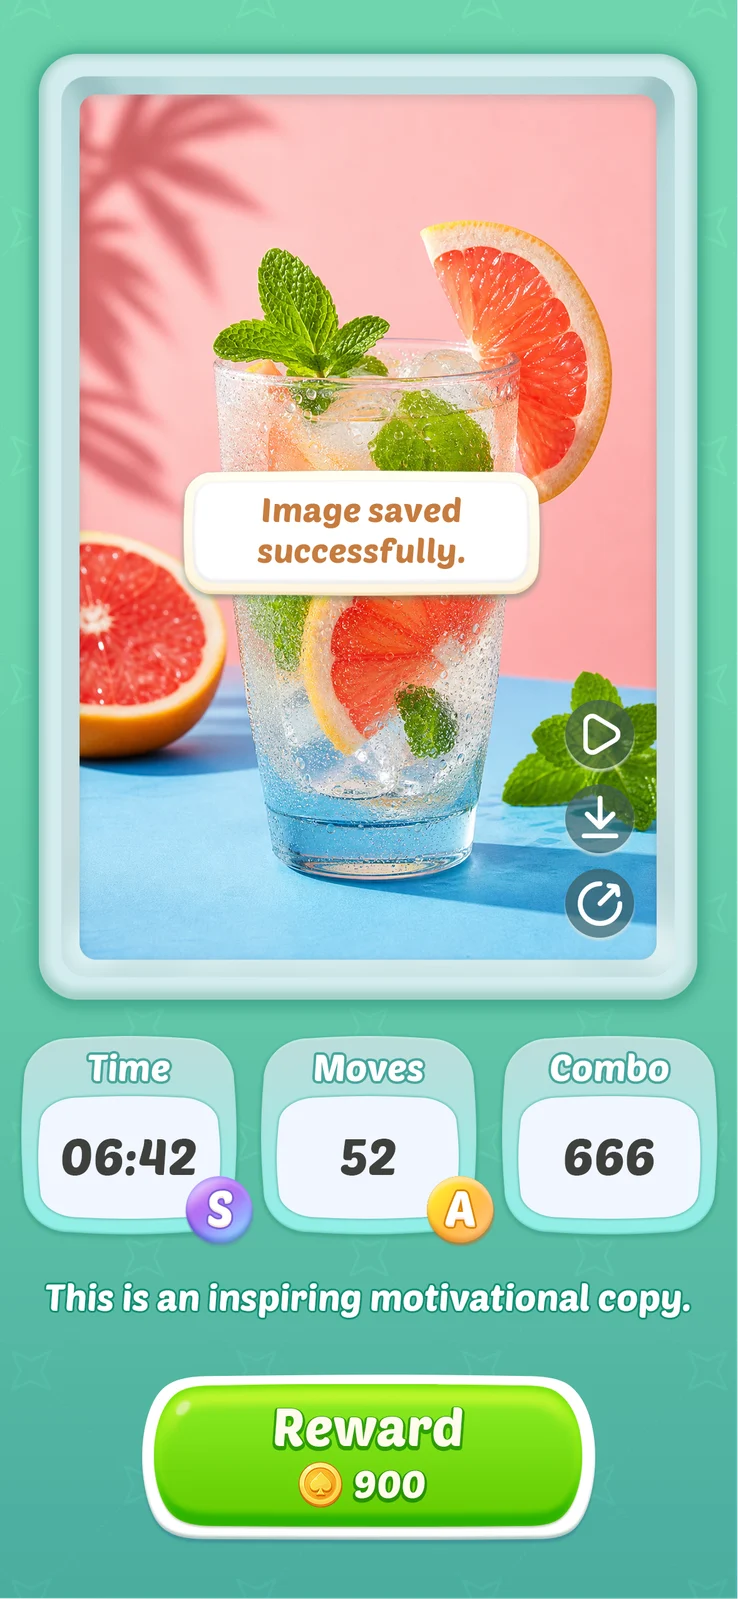 Image saved
successfully.
Time
Moves
Combo
06:42
52
666
S
A
This is an inspiring motivational copy.
Reward
900